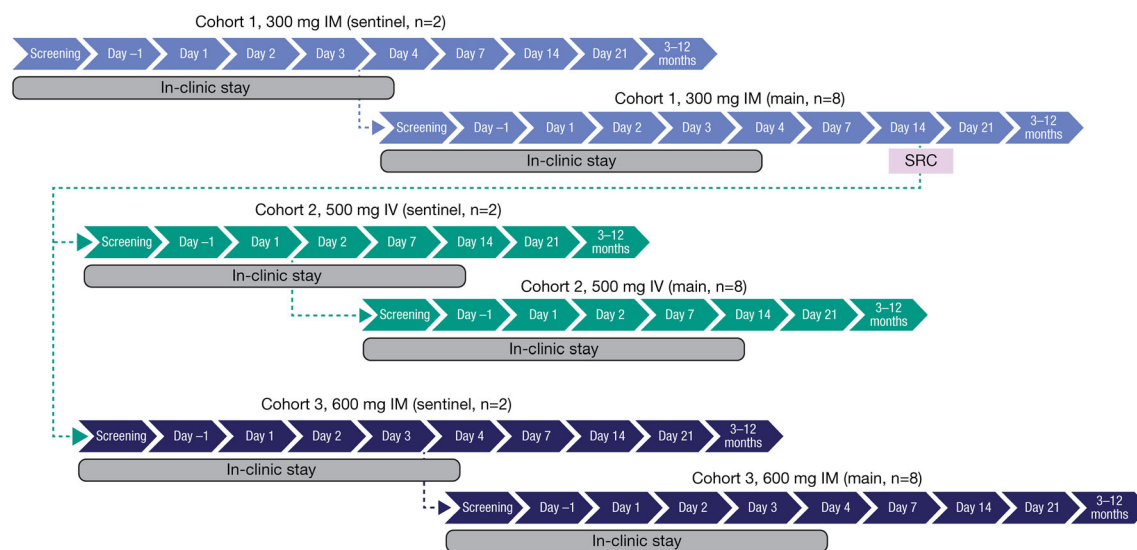 Cohort 1, 300 mg IM (sentinel, n=2)
Screening Day –1 Day 1 Day 2 Day 3 Day 4 Day 7 Day 14 Day 21 3–12 months
In-clinic stay
Cohort 1, 300 mg IM (main, n=8)
Screening Day –1 Day 1 Day 2 Day 3 Day 4 Day 7 Day 14 Day 21 3–12 months
In-clinic stay
SRC
Cohort 2, 500 mg IV (sentinel, n=2)
Screening Day –1 Day 1 Day 2 Day 7 Day 14 Day 21 3–12 months
In-clinic stay
Cohort 2, 500 mg IV (main, n=8)
Screening Day –1 Day 1 Day 2 Day 7 Day 14 Day 21 3–12 months
In-clinic stay
Cohort 3, 600 mg IM (sentinel, n=2)
Screening Day –1 Day 1 Day 2 Day 3 Day 4 Day 7 Day 14 Day 21 3–12 months
In-clinic stay
Cohort 3, 600 mg IM (main, n=8)
Screening Day –1 Day 1 Day 2 Day 3 Day 4 Day 7 Day 14 Day 21 3–12 months
In-clinic stay